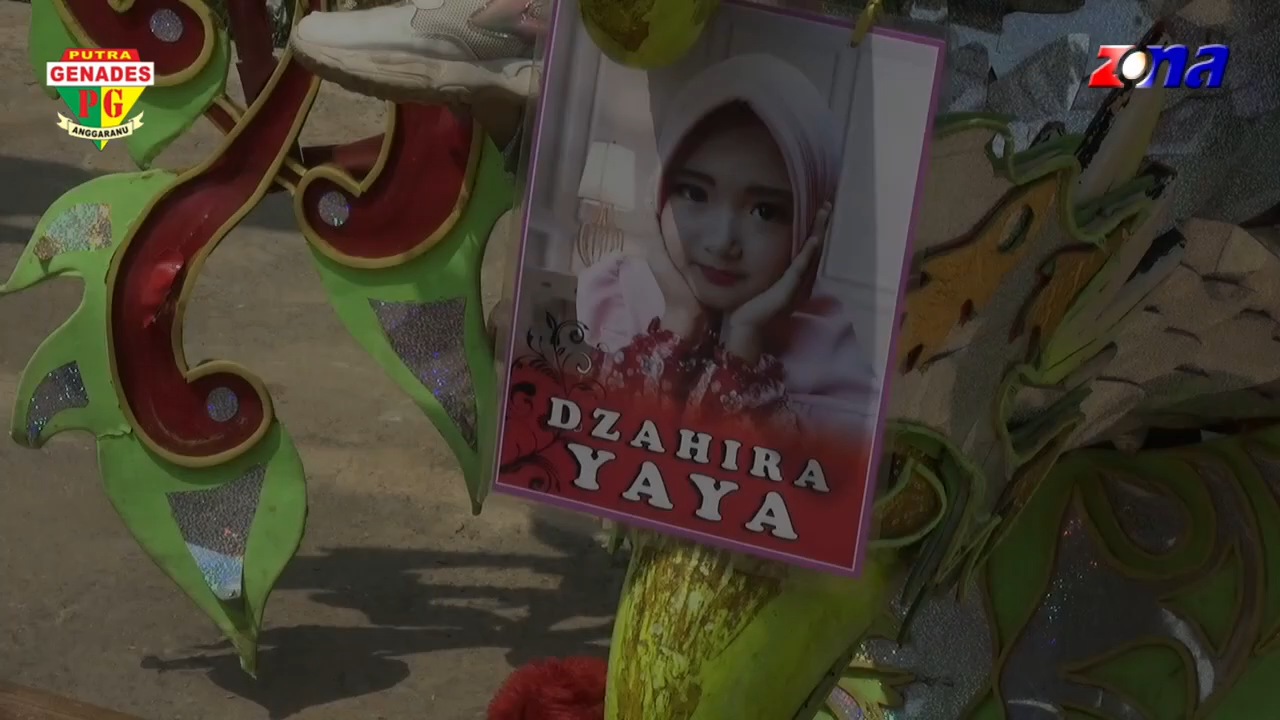 PUTRA
GENADES
PG
ANGGARANU
zona
DZAHIRA
YAYA